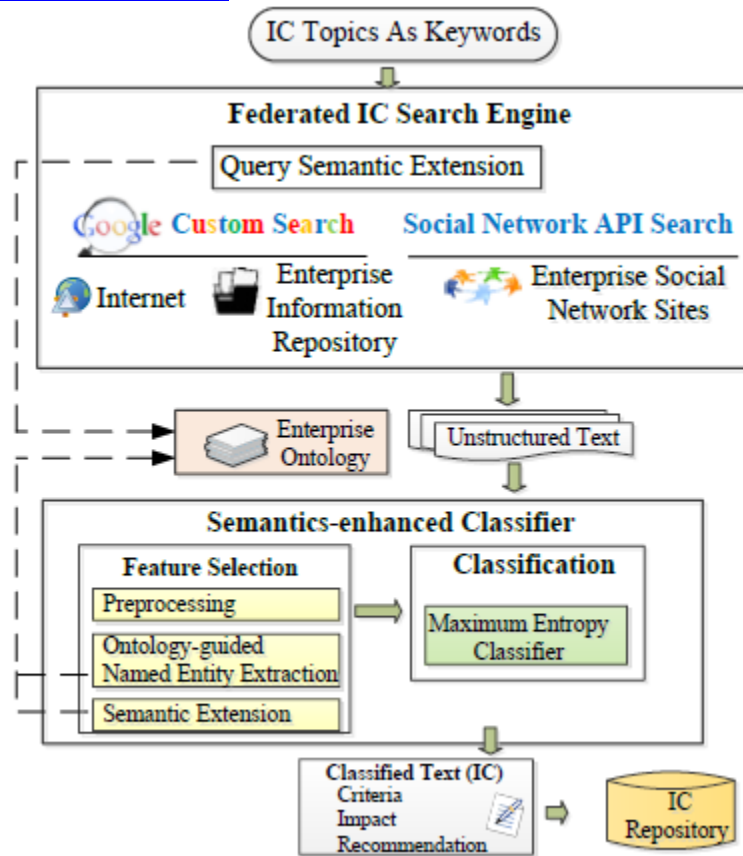 IC Topics As Keywords
Federated IC Search Engine
Query Semantic Extension
Google Custom Search
Social Network API Search
Internet
Enterprise
Information
Repository
Enterprise Social
Network Sites
Enterprise
Ontology
Unstructured Text
Semantics-enhanced Classifier
Feature Selection
Preprocessing
Ontology-guided
Named Entity Extraction
Semantic Extension
Classification
Maximum Entropy
Classifier
Classified Text (IC)
Criteria
Impact
Recommendation
IC
Repository